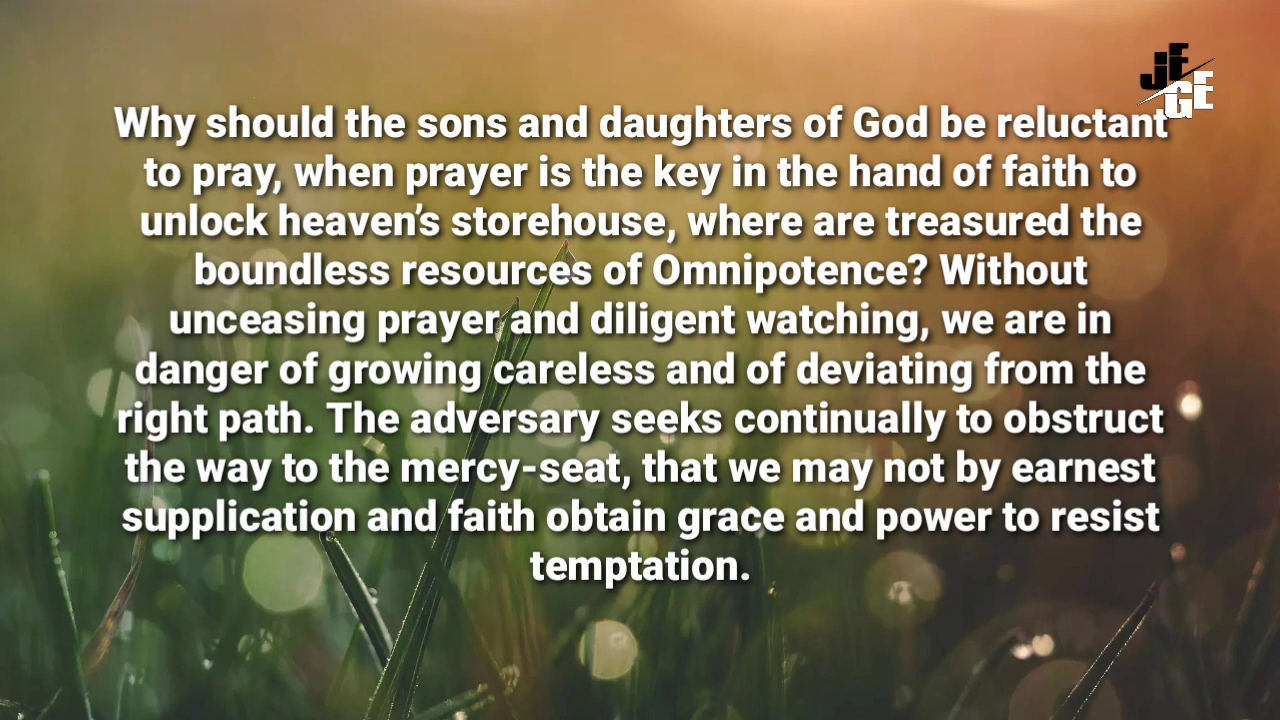 JF
GF
Why should the sons and daughters of God be reluctant
to pray, when prayer is the key in the hand of faith to
unlock heaven’s storehouse, where are treasured the
boundless resources of Omnipotence? Without
unceasing prayer and diligent watching, we are in
danger of growing careless and of deviating from the
right path. The adversary seeks continually to obstruct
the way to the mercy-seat, that we may not by earnest
supplication and faith obtain grace and power to resist
temptation.